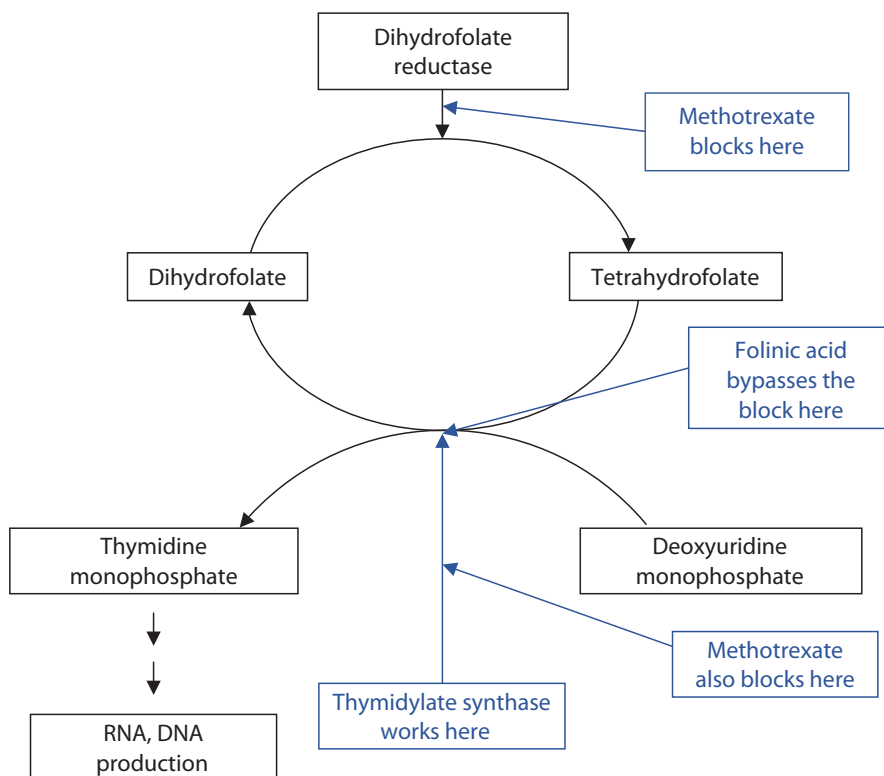 Dihydrofolate
reductase
Methotrexate
blocks here
Dihydrofolate
Tetrahydrofolate
Folinic acid
bypasses the
block here
Thymidine
monophosphate
Deoxyuridine
monophosphate
Methotrexate
also blocks here
Thymidylate synthase
works here
RNA, DNA
production